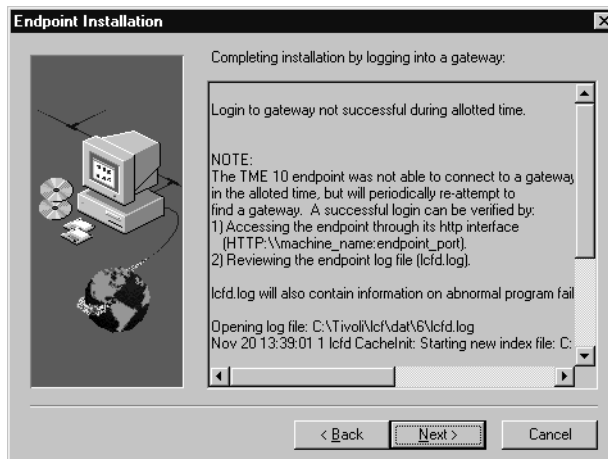 Endpoint Installation
Completing installation by logging into a gateway:
Login to gateway not successful during allotted time.
NOTE:
The TME 10 endpoint was not able to connect to a gateway
in the alloted time, but will periodically re-attempt to
find a gateway.  A successful login can be verified by:
1) Accessing the endpoint through its http interface
(HTTP:\\machine_name:endpoint_port).
2) Reviewing the endpoint log file (lcfd.log).
lcfd.log will also contain information on abnormal program fail
Opening log file: C:\Tivoli\lcf\dat\6\lcfd.log
Nov 20 13:39:01 1 lcfd CacheInit: Starting new index file: C:
< Back
Next >
Cancel